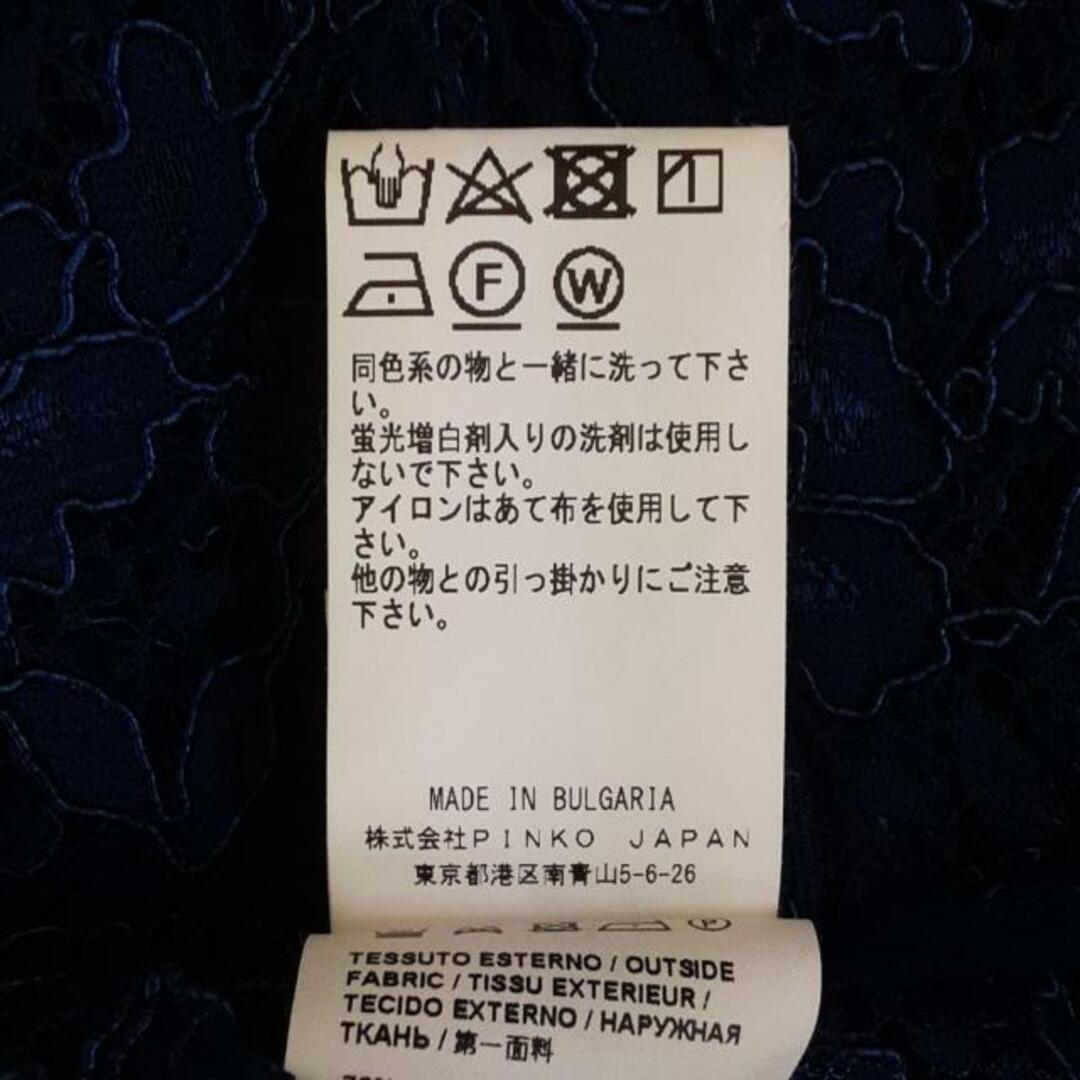 F W
同色系の物と一緒に洗って下さ
い。
蛍光増白剤入りの洗剤は使用し
ないで下さい。
アイロンはあて布を使用して下
さい。
他の物との引っ掛かりにご注意
下さい。
MADE IN BULGARIA
株式会社PINKO JAPAN
東京都港区南青山5-6-26
P
TESSUTO ESTERNO / OUTSIDE
FABRIC / TISSU EXTERIEUR /
TECIDO EXTERNO / НАРУЖНАЯ
ТКАНЬ / 第一面料